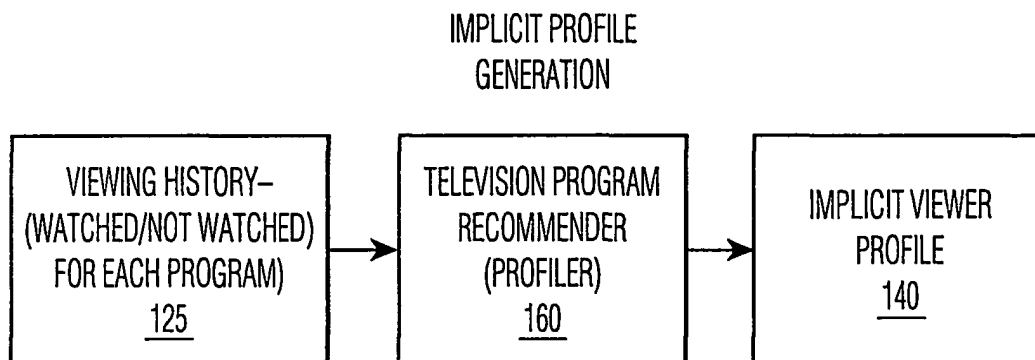 IMPLICIT PROFILE
GENERATION
VIEWING HISTORY–
(WATCHED/NOT WATCHED)
FOR EACH PROGRAM)
125
TELEVISION PROGRAM
RECOMMENDER
(PROFILER)
160
IMPLICIT VIEWER
PROFILE
140